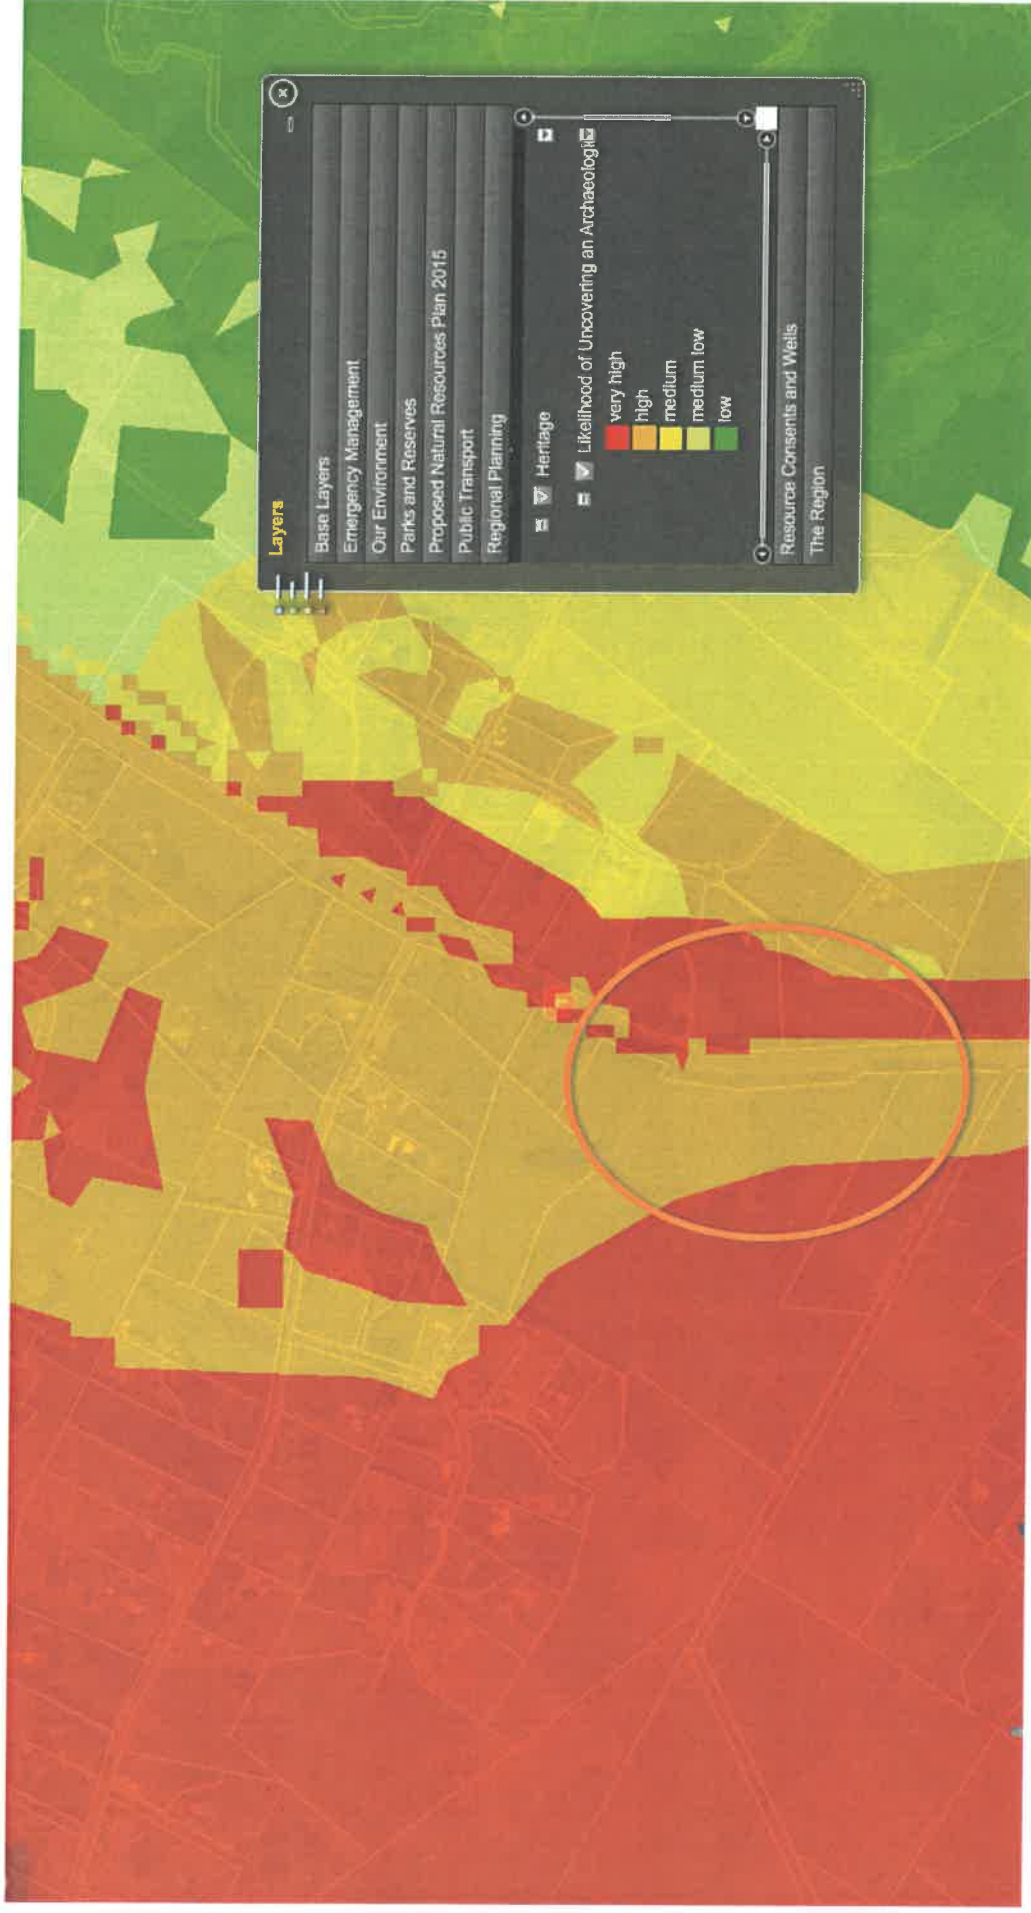 Layers
Base Layers
Emergency Management
Our Environment
Parks and Reserves
Proposed Natural Resources Plan 2015
Public Transport
Regional Planning
Heritage
Likelihood of Uncovering an Archaeologi
very high
high
medium
medium low
low
Resource Consents and Wells
The Region